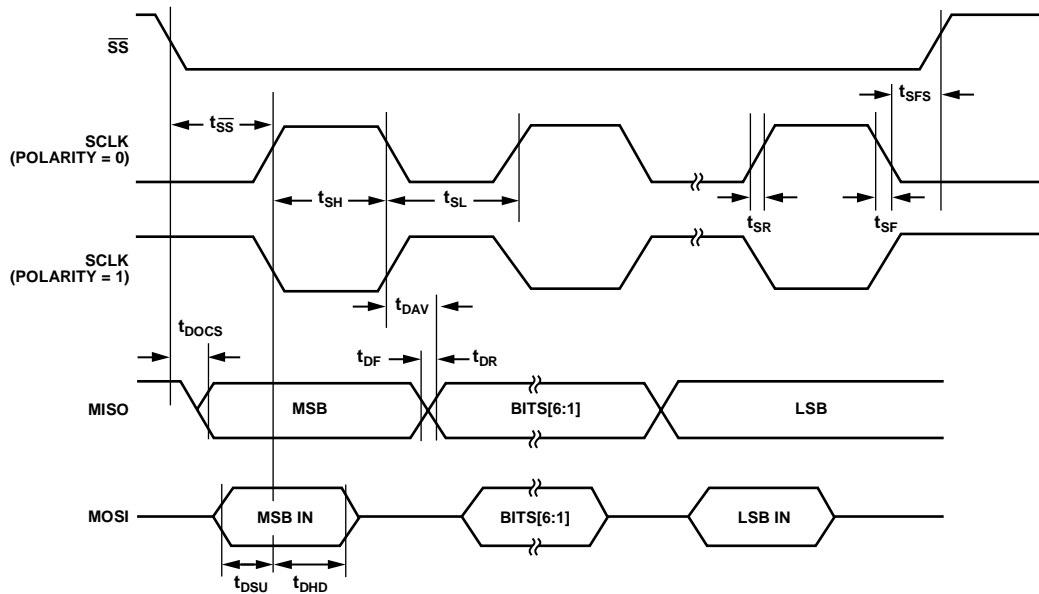 SS
tSFS
tSS
SCLK
(POLARITY = 0)
tSH
tSL
tSR
tSF
SCLK
(POLARITY = 1)
tDAV
tDOCS
tDF
tDR
MISO
MSB
BITS[6:1]
LSB
MOSI
MSB IN
BITS[6:1]
LSB IN
tDSU
tDHD